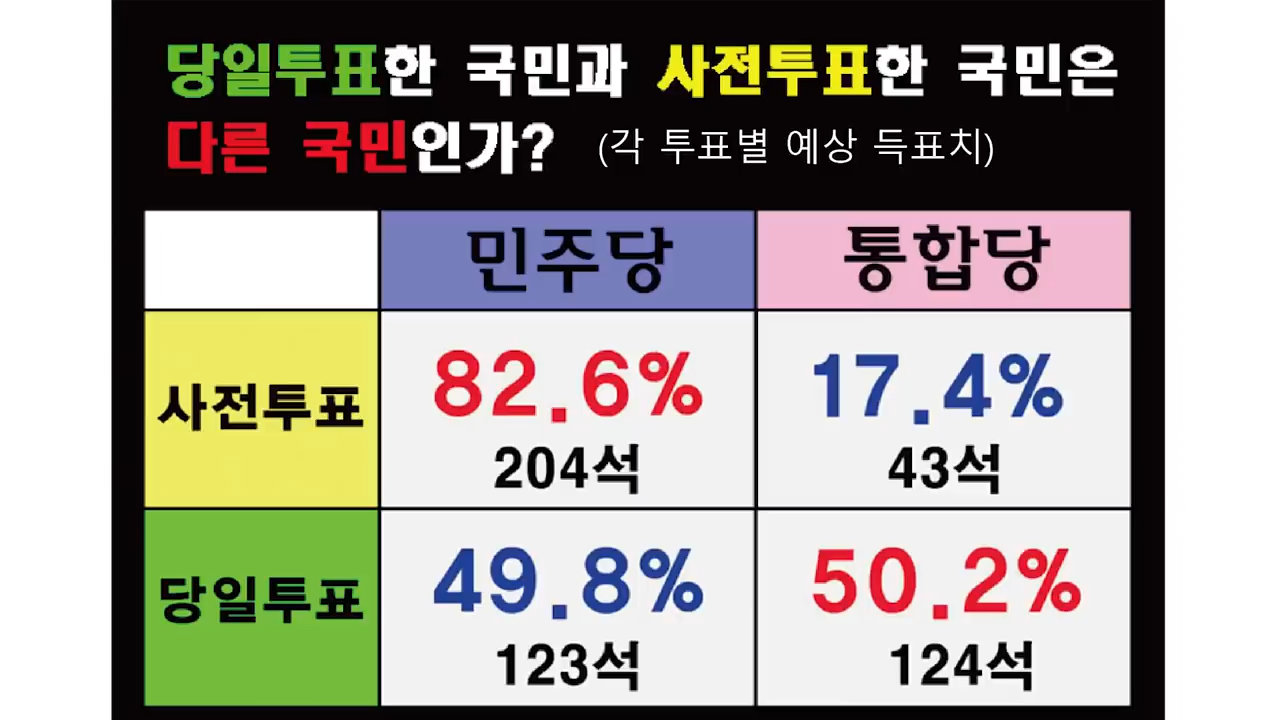 당일투표한 국민과 사전투표한 국민은
다른 국민인가? (각 투표별 예상 득표치)
민주당 통합당
사전투표 82.6% 17.4%
204석 43석
당일투표 49.8% 50.2%
123석 124석